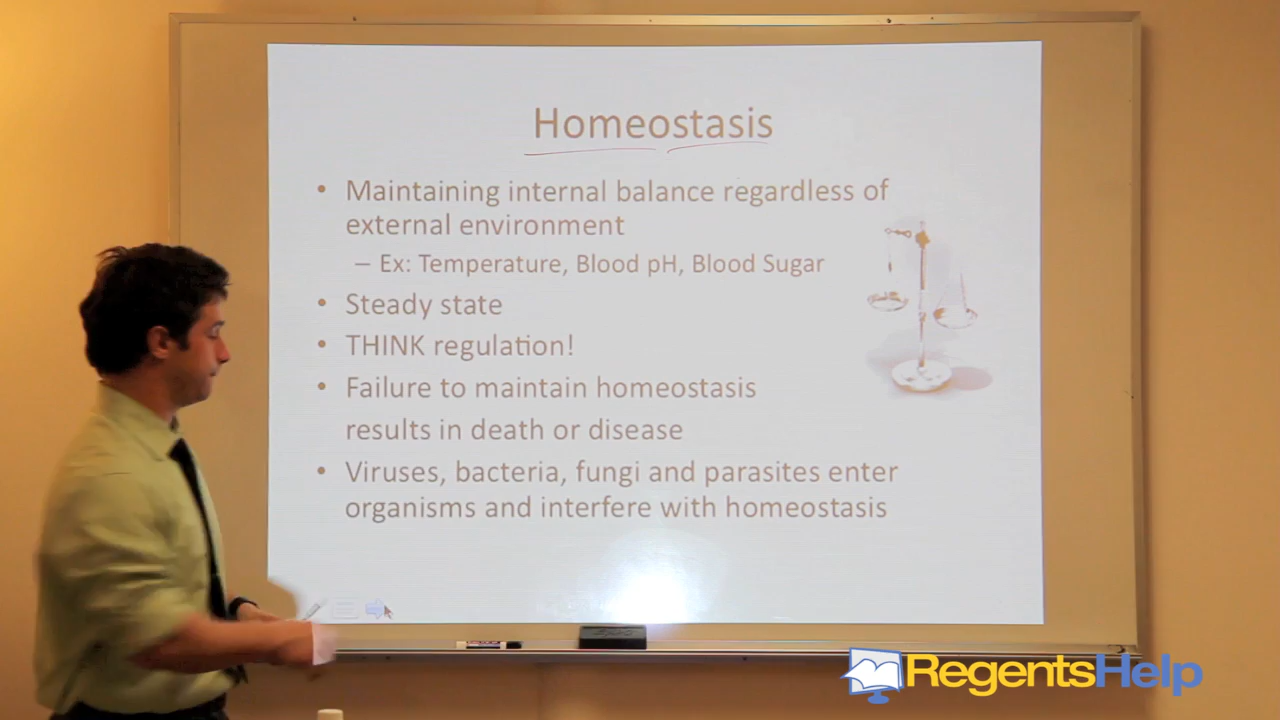 Homeostasis
• Maintaining internal balance regardless of
external environment
– Ex: Temperature, Blood pH, Blood Sugar
• Steady state
• THINK regulation!
• Failure to maintain homeostasis
results in death or disease
• Viruses, bacteria, fungi and parasites enter
organisms and interfere with homeostasis
RegentsHelp